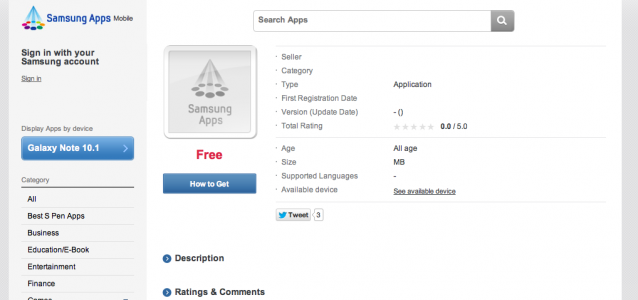 Samsung Apps Mobile
Search Apps
Sign in with your
Samsung account
Sign in
Display Apps by device
Galaxy Note 10.1
Category
All
Best S Pen Apps
Business
Education/E-Book
Entertainment
Finance
Samsung
Apps
Free
How to Get
· Seller
· Category
· Type Application
· First Registration Date
· Version (Update Date) - ()
· Total Rating 0.0 / 5.0
· Age All age
· Size MB
· Supported Languages -
· Available device See available device
Tweet 3
Description
Ratings & Comments